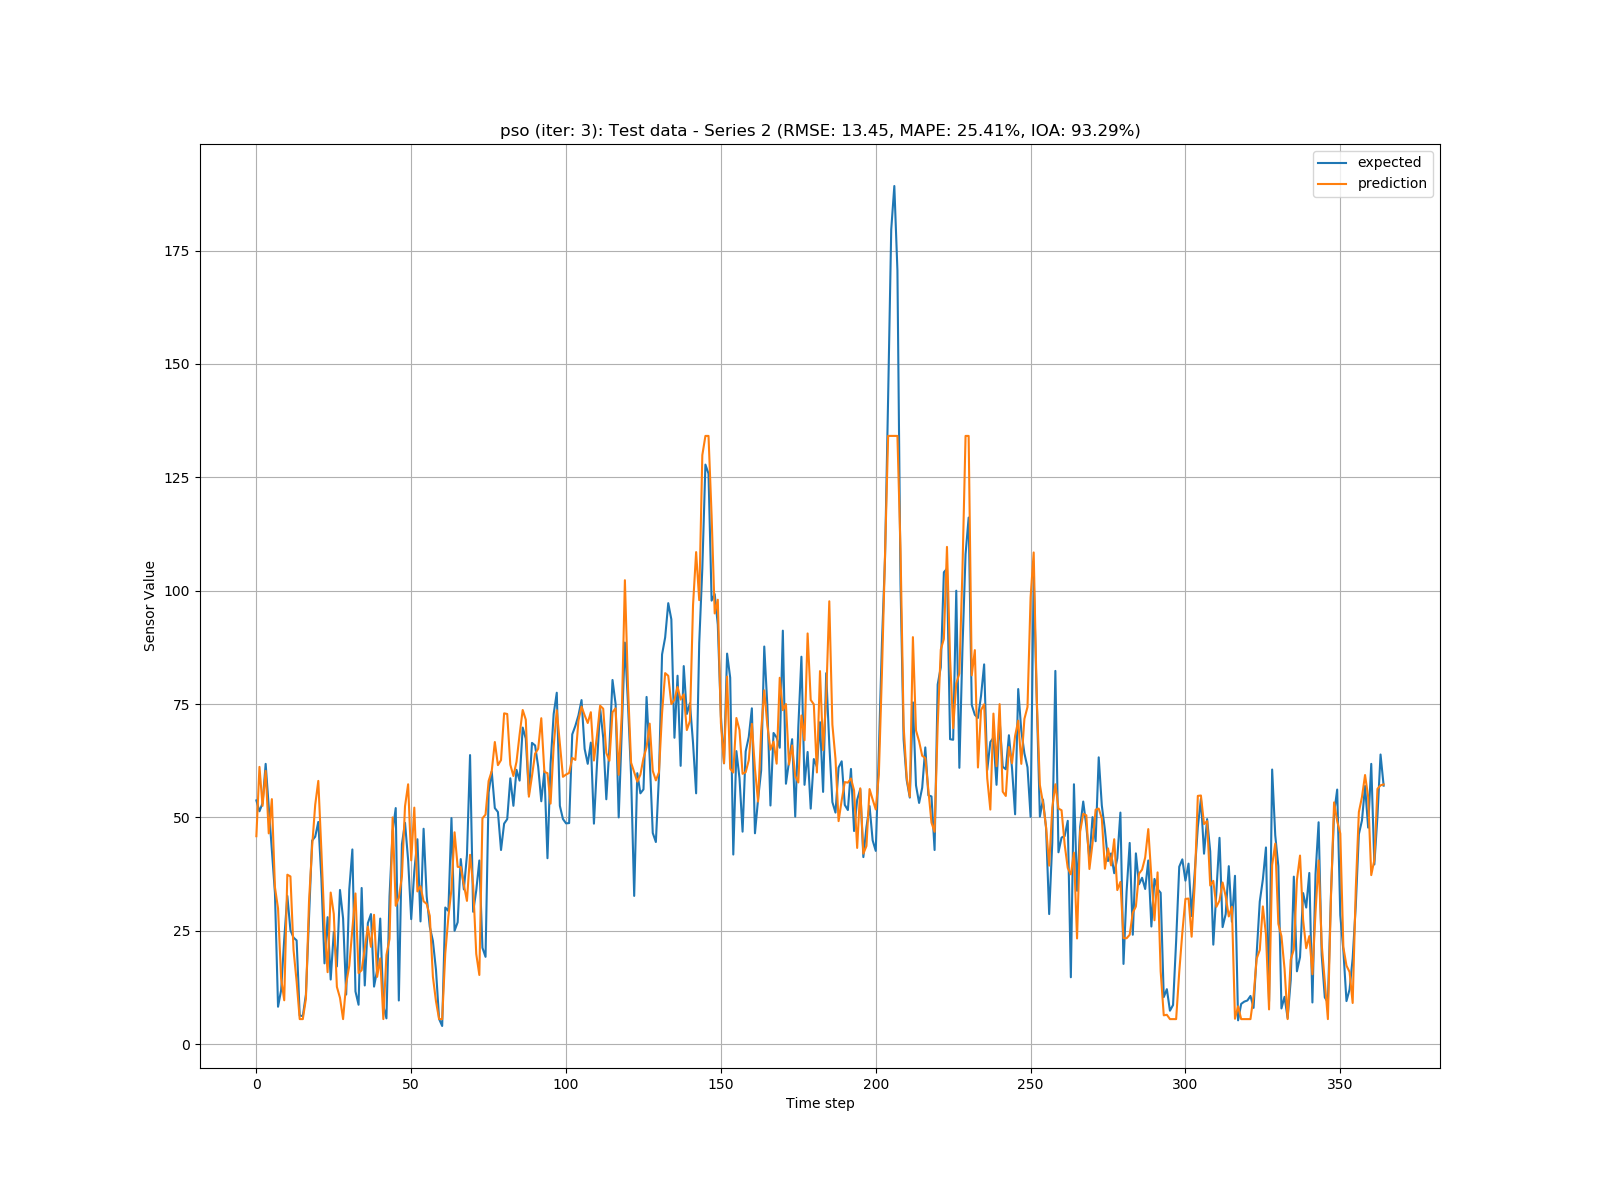 pso (iter: 3): Test data - Series 2 (RMSE: 13.45, MAPE: 25.41%, IOA: 93.29%)
expected
prediction
175
150
125
100
75
50
25
0
Sensor Value
0 50 100 150 200 250 300 350
Time step